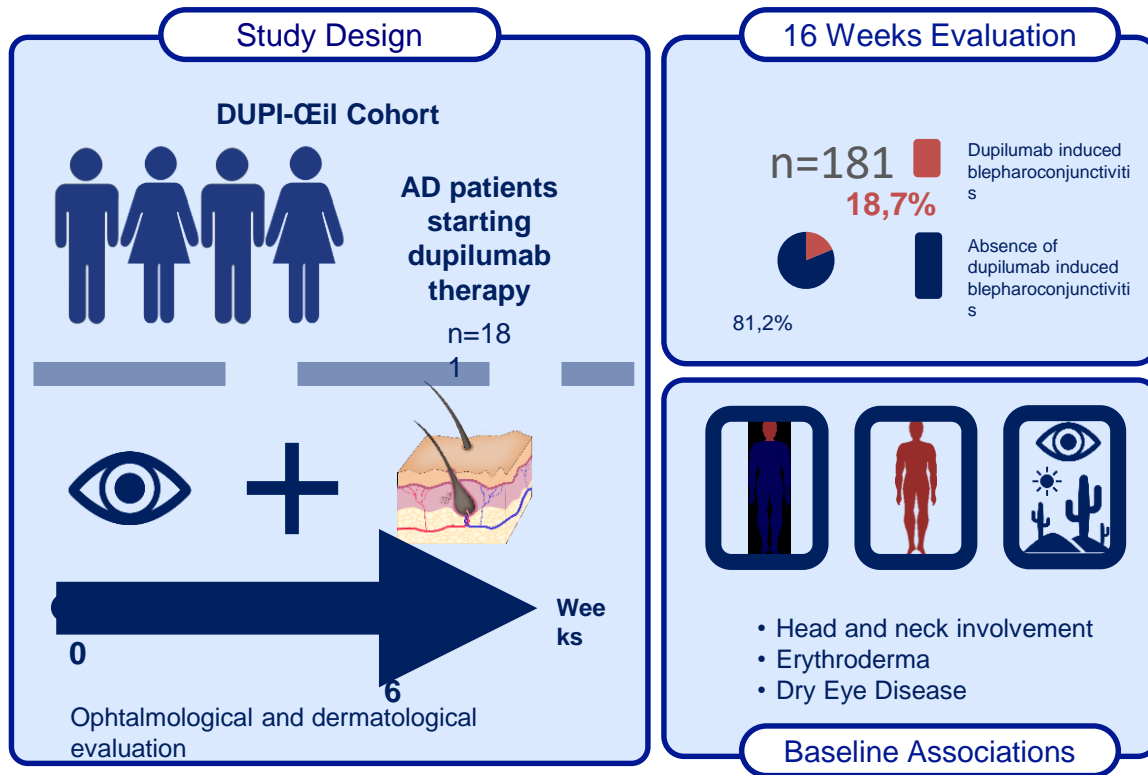 Study Design
DUPI-Œil Cohort
AD patients
starting
dupilumab
therapy
n=18
1
0
6
Wee
ks
Ophtalmological and dermatological
evaluation
16 Weeks Evaluation
n=181
18,7%
81,2%
Dupilumab induced
blepharoconjunctiviti
s
Absence of
dupilumab induced
blepharoconjunctiviti
s
• Head and neck involvement
• Erythroderma
• Dry Eye Disease
Baseline Associations